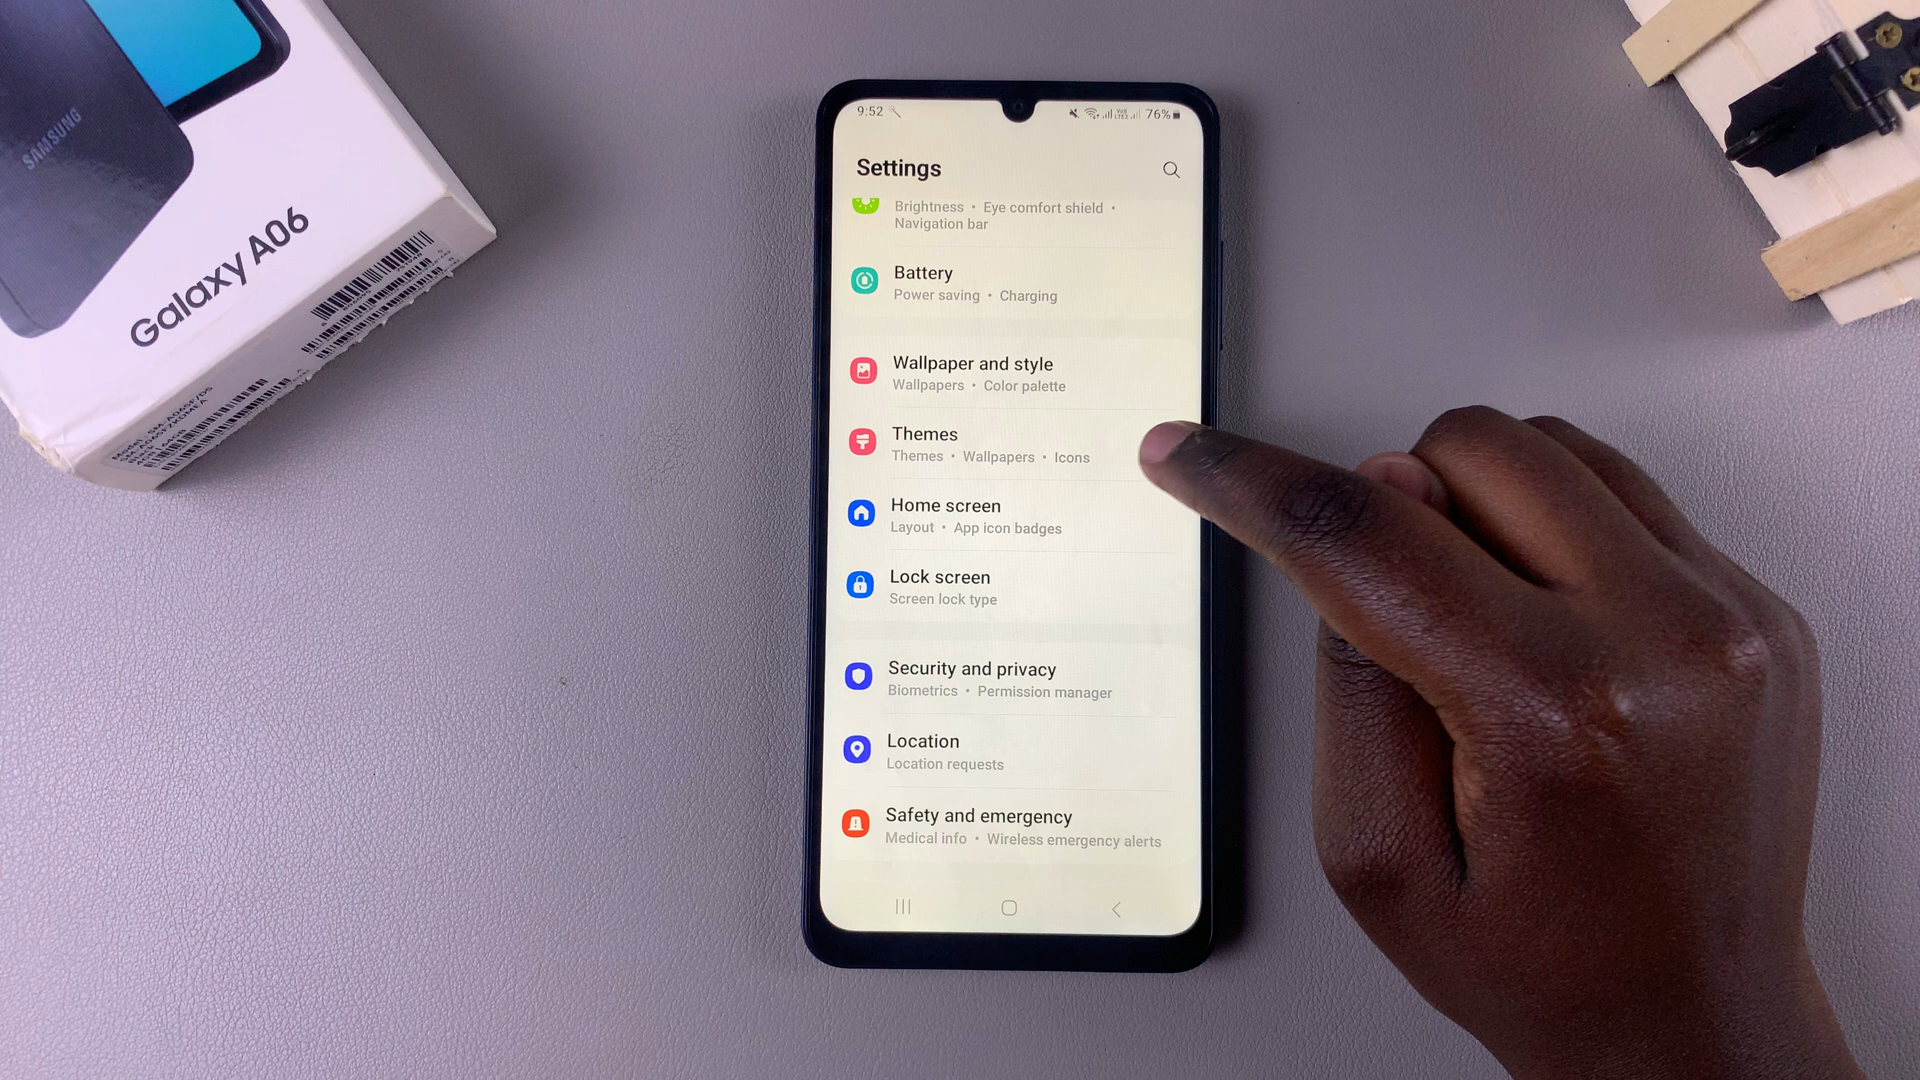 SAMSUNG
Galaxy A06
9:52
76%
Settings
Brightness • Eye comfort shield •
Navigation bar
Battery
Power saving • Charging
Wallpaper and style
Wallpapers • Color palette
Themes
Themes • Wallpapers • Icons
Home screen
Layout • App icon badges
Lock screen
Screen lock type
Security and privacy
Biometrics • Permission manager
Location
Location requests
Safety and emergency
Medical info • Wireless emergency alerts